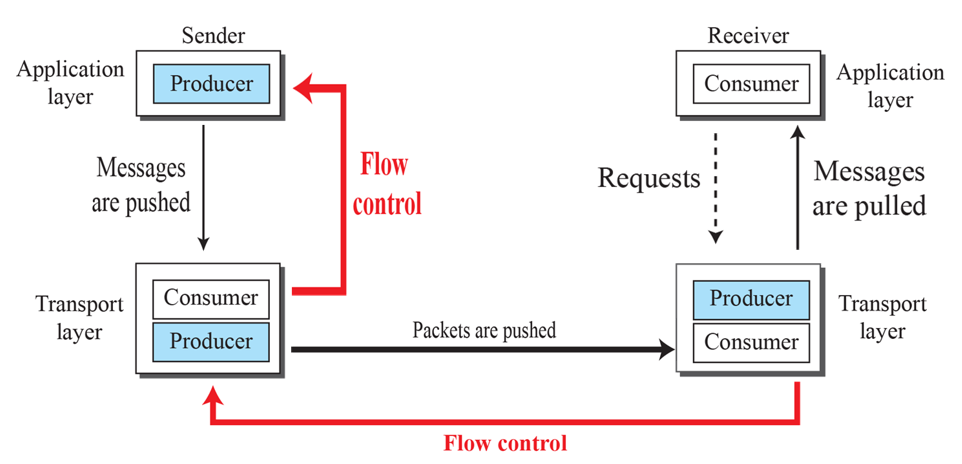 Sender
Receiver
Application
layer
Producer
Consumer
Application
layer
Messages
are pushed
Flow
control
Requests
Messages
are pulled
Transport
layer
Consumer
Producer
Packets are pushed
Producer
Consumer
Transport
layer
Flow control